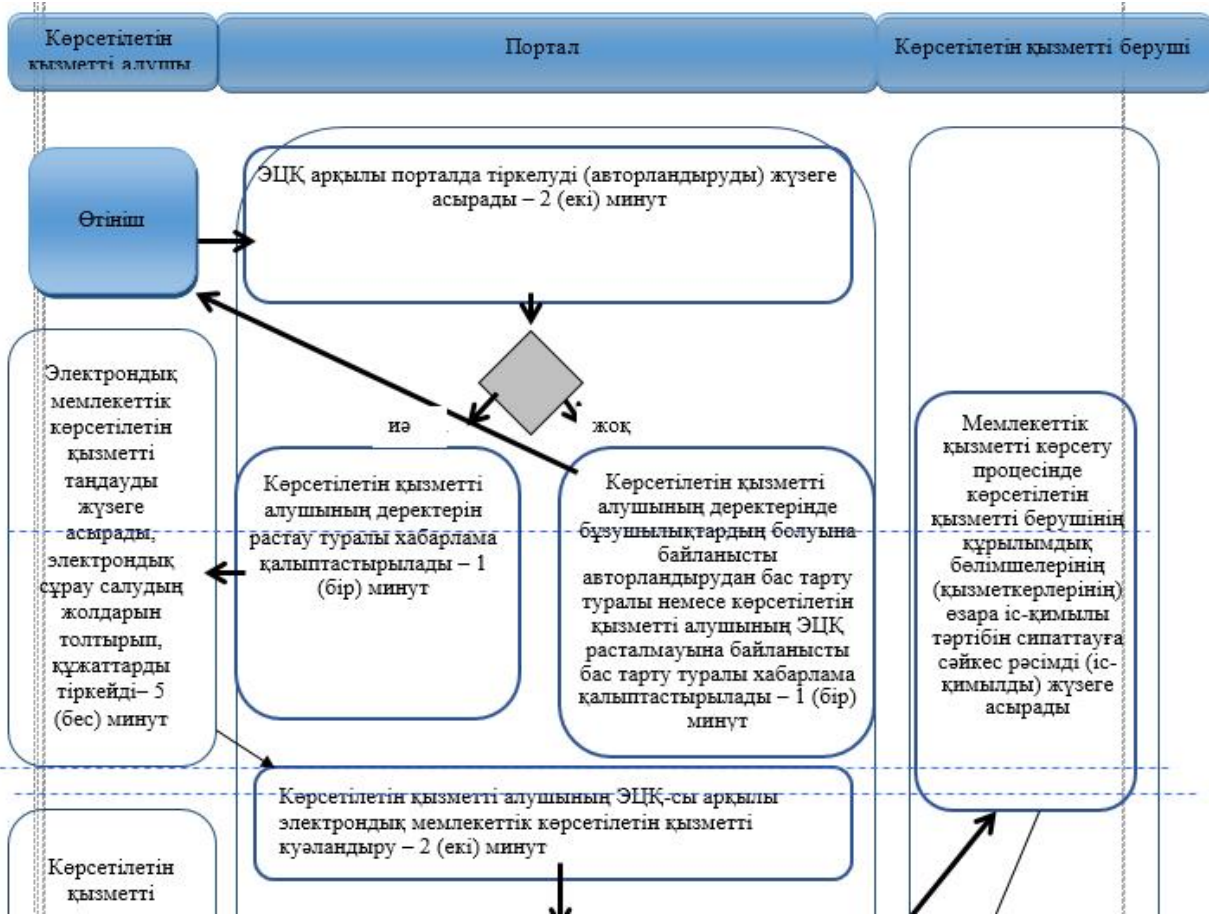 Көрсетілетін
қызметті алушы
Портал
Көрсетілетін қызметті беруші
Өтініш
ЭЦҚ арқылы порталда тіркелуді (авторландыруды) жүзеге
асырады – 2 (екі) минут
иә
жоқ
Электрондық
мемлекеттік
көрсетілетін
қызметті
таңдауды
жүзеге
асырады,
электрондық
сұрау салудың
жолдарын
толтырып,
құжаттарды
тіркейді– 5
(бес) минут
Көрсетілетін қызметті
алушының деректерін
растау туралы хабарлама
қалыптастырылады – 1
(бір) минут
Көрсетілетін қызметті
алушының деректерінде
бұзушылықтардың болуына
байланысты
авторландырудан бас тарту
туралы немесе көрсетілетін
қызметті алушының ЭЦҚ
расталмауына байланысты
бас тарту туралы хабарлама
қалыптастырылады – 1 (бір)
минут
Мемлекеттік
қызметті көрсету
процесінде
көрсетілетін
қызметті берушінің
құрылымдық
бөлімшелерінің
(қызметкерлерінің)
өзара іс-қимылы
тәртібін сипаттауға
сәйкес рәсімді (іс-
қимылды) жүзеге
асырады
Көрсетілетін қызметті алушының ЭЦҚ-сы арқылы
электрондық мемлекеттік көрсетілетін қызметті
куәландыру – 2 (екі) минут
Көрсетілетін
қызметті